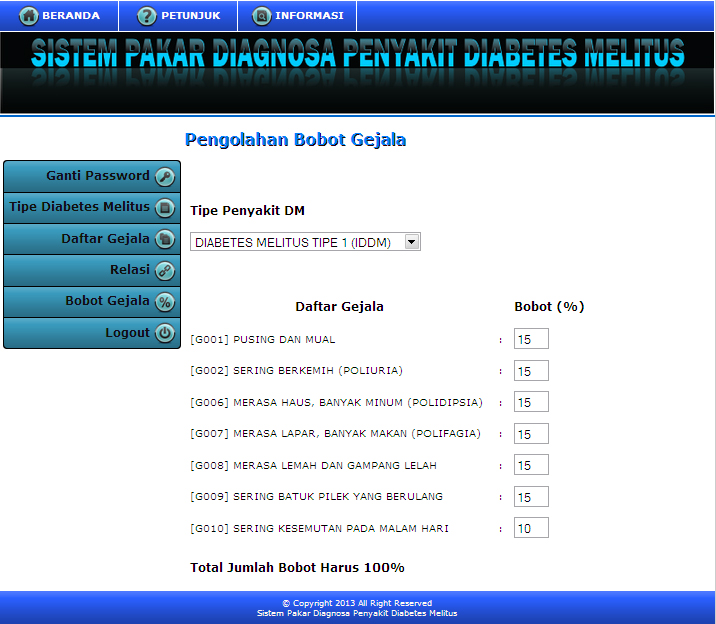 BERANDA PETUNJUK INFORMASI
SISTEM PAKAR DIAGNOSA PENYAKIT DIABETES MELITUS
Pengolahan Bobot Gejala
Ganti Password
Tipe Diabetes Melitus
Daftar Gejala
Relasi
Bobot Gejala %
Logout
Tipe Penyakit DM
DIABETES MELITUS TIPE 1 (IDDM)
Daftar Gejala Bobot (%)
[G001] PUSING DAN MUAL : 15
[G002] SERING BERKEMIH (POLIURIA) : 15
[G006] MERASA HAUS, BANYAK MINUM (POLIDIPSIA) : 15
[G007] MERASA LAPAR, BANYAK MAKAN (POLIFAGIA) : 15
[G008] MERASA LEMAH DAN GAMPANG LELAH : 15
[G009] SERING BATUK PILEK YANG BERULANG : 15
[G010] SERING KESEMUTAN PADA MALAM HARI : 10
Total Jumlah Bobot Harus 100%
© Copyright 2013 All Right Reserved
Sistem Pakar Diagnosa Penyakit Diabetes Melitus